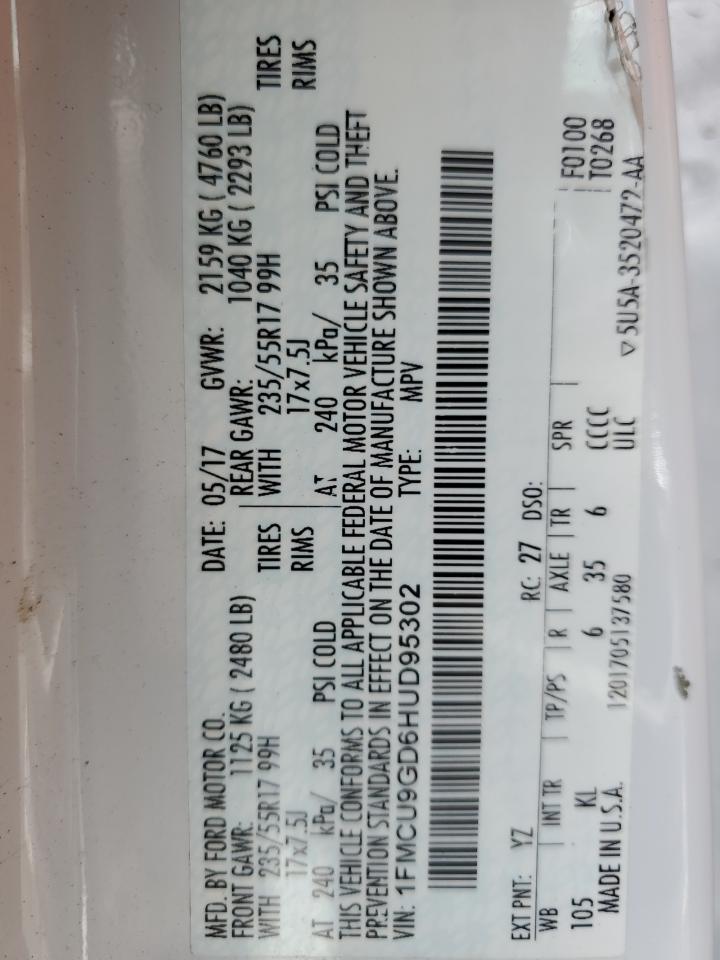 MFD. BY FORD MOTOR CO. DATE: 05/17 GVWR: 2159 KG ( 4760 LB)
FRONT GAWR: 1125 KG ( 2480 LB) REAR GAWR: 1040 KG ( 2293 LB)
WITH 235/55R17 99H TIRES WITH 235/55R17 99H TIRES
17x7.5J RIMS 17x7.5J RIMS
AT 240 kPa/ 35 PSI COLD AT 240 kPa/ 35 PSI COLD
THIS VEHICLE CONFORMS TO ALL APPLICABLE FEDERAL MOTOR VEHICLE SAFETY AND THEFT
PREVENTION STANDARDS IN EFFECT ON THE DATE OF MANUFACTURE SHOWN ABOVE.
VIN: 1FMCU9GD6HUD95302 TYPE: MPV
EXT PNT: YZ RC: 27 DSO:
WB INT TR TP/PS R AXLE TR SPR F0100
105 KL 6 35 6 CCCC T0268
MADE IN U.S.A. 1201705137580 ULC ▽5U5A-3520472-AA